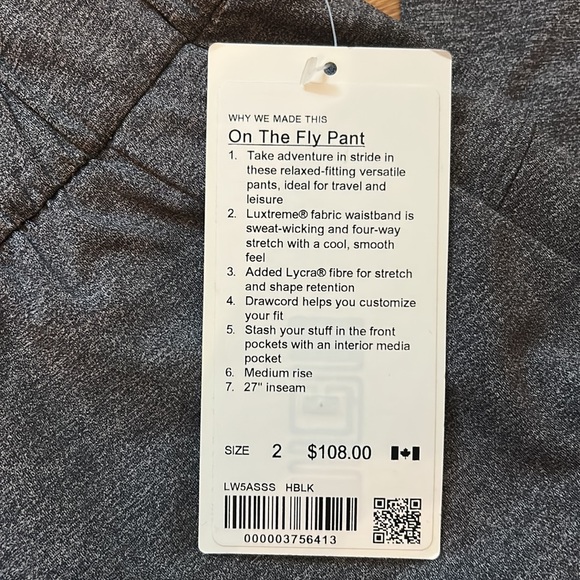 WHY WE MADE THIS
On The Fly Pant
1. Take adventure in stride in
these relaxed-fitting versatile
pants, ideal for travel and
leisure
2. Luxtreme® fabric waistband is
sweat-wicking and four-way
stretch with a cool, smooth
feel
3. Added Lycra® fibre for stretch
and shape retention
4. Drawcord helps you customize
your fit
5. Stash your stuff in the front
pockets with an interior media
pocket
6. Medium rise
7. 27" inseam
SIZE 2 $108.00
LW5ASSS HBLK
000003756413